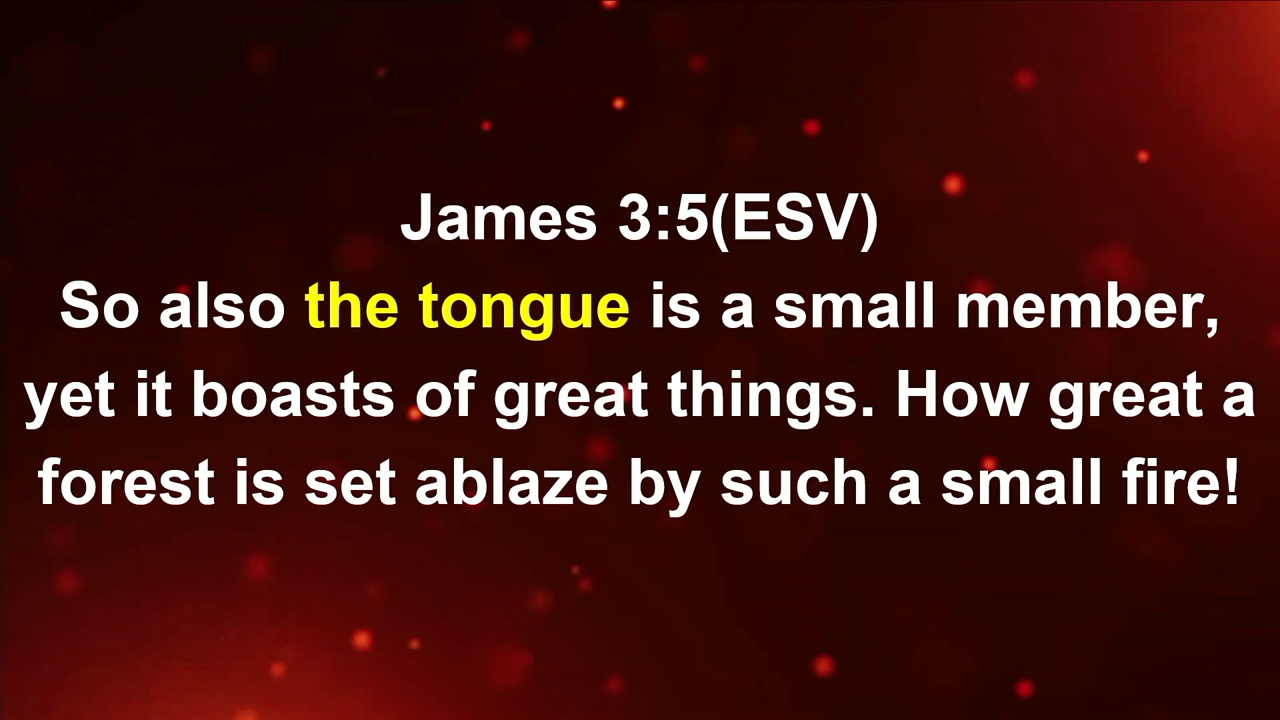 James 3:5(ESV)
So also the tongue is a small member,
yet it boasts of great things. How great a
forest is set ablaze by such a small fire!